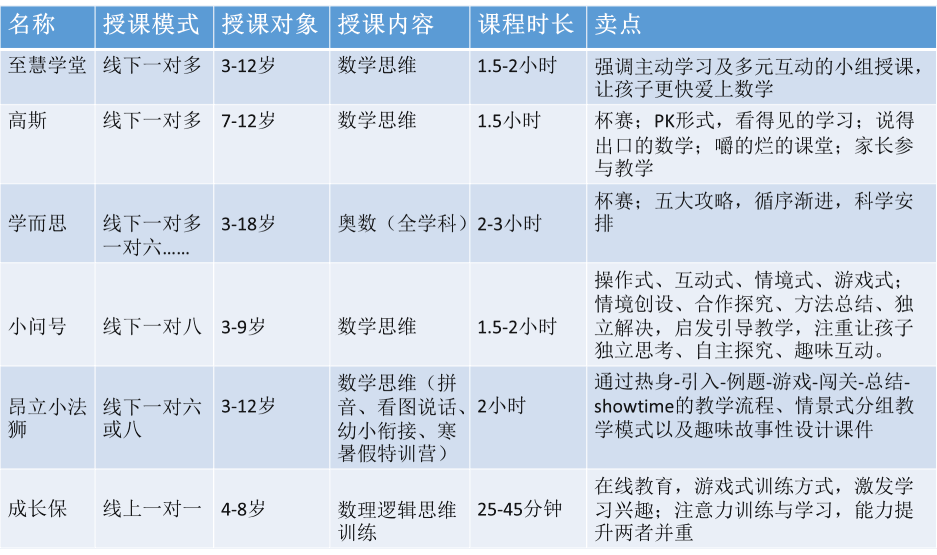 名称 授课模式 授课对象 授课内容 课程时长 卖点
至慧学堂 线下一对多 3-12岁 数学思维 1.5-2小时 强调主动学习及多元互动的小组授课，
让孩子更快爱上数学
高斯 线下一对多 7-12岁 数学思维 1.5小时 杯赛；PK形式，看得见的学习；说得
出口的数学；嚼的烂的课堂；家长参
与教学
杯赛；五大攻略，循序渐进，科学安
学而思 线下一对多 3-18岁 奥数（全学科） 2-3小时 排
一对六……
操作式、互动式、情境式、游戏式；
情境创设、合作探究、方法总结、独
小问号 线下一对八 3-9岁 数学思维 1.5-2小时 立解决，启发引导教学，注重让孩子
独立思考、自主探究、趣味互动。
数学思维（拼 通过热身-引入-例题-游戏-闯关-总结-
昂立小法 线下一对六 3-12岁 音、看图说话、 2小时 showtime的教学流程、情景式分组教
狮 或八 幼小衔接、寒 学模式以及趣味故事性设计课件
暑假特训营）
在线教育，游戏式训练方式，激发学
成长保 线上一对一 4-8岁 数理逻辑思维 25-45分钟 习兴趣；注意力训练与学习，能力提
训练 升两者并重